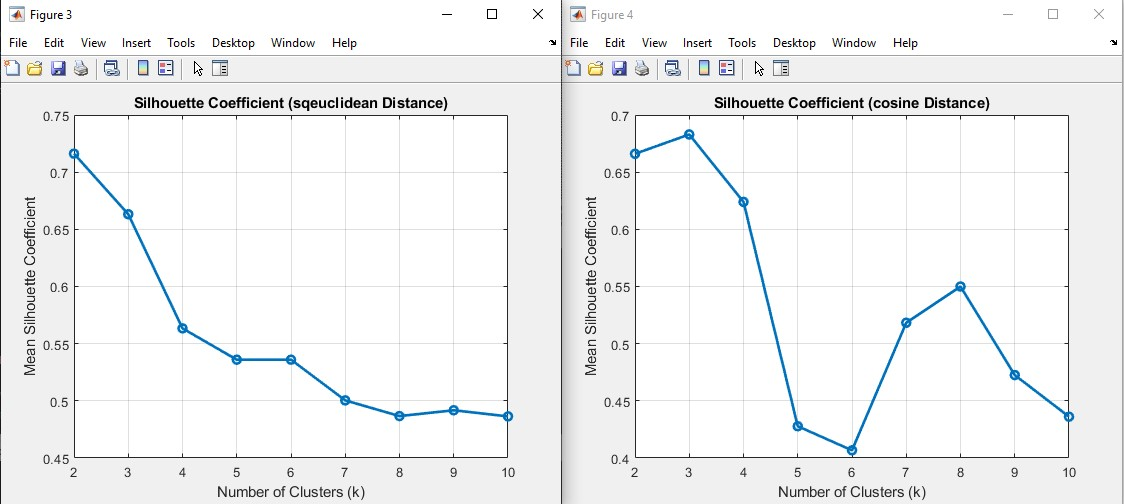 Figure 3
File Edit View Insert Tools Desktop Window Help
Silhouette Coefficient (sqeuclidean Distance)
0.75
0.7
0.65
0.6
0.55
0.5
0.45
Mean Silhouette Coefficient
2 3 4 5 6 7 8 9 10
Number of Clusters (k)
Figure 4
File Edit View Insert Tools Desktop Window Help
Silhouette Coefficient (cosine Distance)
0.7
0.65
0.6
0.55
0.5
0.45
0.4
Mean Silhouette Coefficient
2 3 4 5 6 7 8 9 10
Number of Clusters (k)